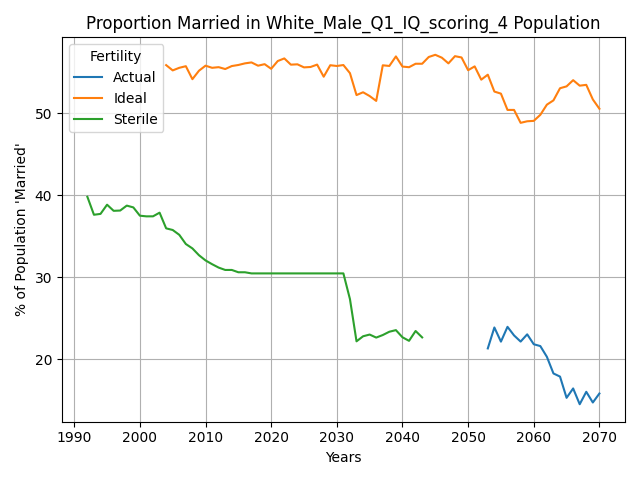 Proportion Married in White_Male_Q1_IQ_scoring_4 Population
Fertility
Actual
Ideal
Sterile
% of Population 'Married'
50
40
30
20
1990 2000 2010 2020 2030 2040 2050 2060 2070
Years